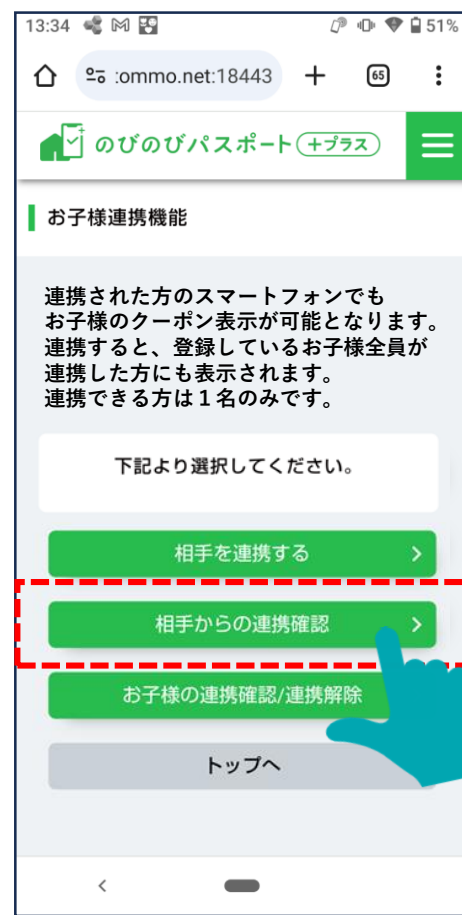 13:34
51%
:ommo.net:18443
65
のびのびパスポート +プラス
お子様連携機能
連携された方のスマートフォンでも
お子様のクーポン表示が可能となります。
連携すると、登録しているお子様全員が
連携した方にも表示されます。
連携できる方は１名のみです。
下記より選択してください。
相手を連携する
相手からの連携確認
お子様の連携確認/連携解除
トップへ